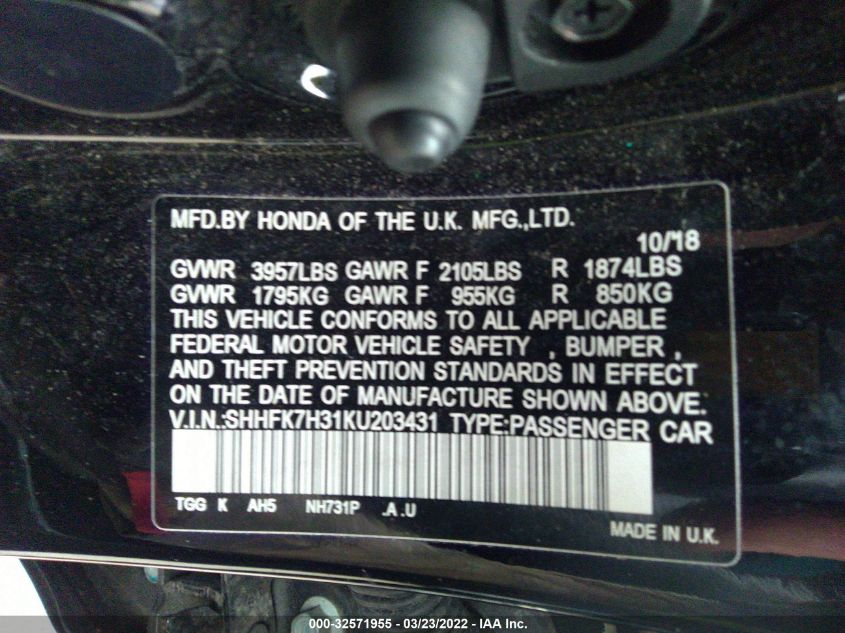 MFD.BY HONDA OF THE U.K. MFG.,LTD.
10/18
GVWR 3957LBS GAWR F 2105LBS R 1874LBS
GVWR 1795KG GAWR F 955KG R 850KG
THIS VEHICLE CONFORMS TO ALL APPLICABLE
FEDERAL MOTOR VEHICLE SAFETY , BUMPER ,
AND THEFT PREVENTION STANDARDS IN EFFECT
ON THE DATE OF MANUFACTURE SHOWN ABOVE.
V.I.N.:SHHFK7H31KU203431 TYPE:PASSENGER CAR
TGG K AH5 NH731P .A .U
MADE IN U.K.
000-32571955 / 03/23/2022 / IAA Inc.